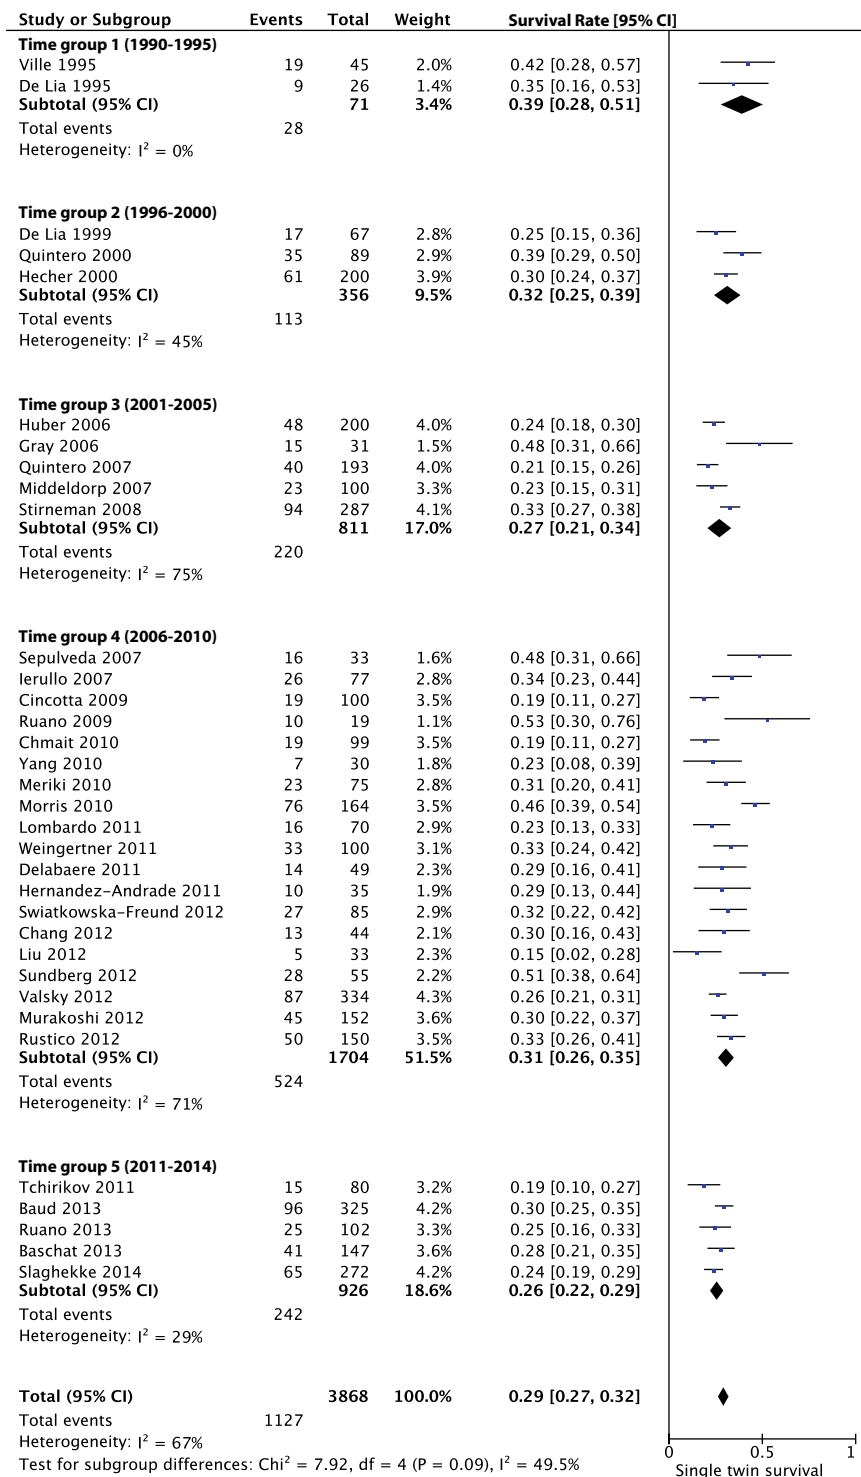 Study or Subgroup Events Total Weight Survival Rate [95% CI]
Time group 1 (1990-1995)
Ville 1995 19 45 2.0% 0.42 [0.28, 0.57]
De Lia 1995 9 26 1.4% 0.35 [0.16, 0.53]
Subtotal (95% CI) 71 3.4% 0.39 [0.28, 0.51]
Total events 28
Heterogeneity: I² = 0%
Time group 2 (1996-2000)
De Lia 1999 17 67 2.8% 0.25 [0.15, 0.36]
Quintero 2000 35 89 2.9% 0.39 [0.29, 0.50]
Hecher 2000 61 200 3.9% 0.30 [0.24, 0.37]
Subtotal (95% CI) 356 9.5% 0.32 [0.25, 0.39]
Total events 113
Heterogeneity: I² = 45%
Time group 3 (2001-2005)
Huber 2006 48 200 4.0% 0.24 [0.18, 0.30]
Gray 2006 15 31 1.5% 0.48 [0.31, 0.66]
Quintero 2007 40 193 4.0% 0.21 [0.15, 0.26]
Middeldorp 2007 23 100 3.3% 0.23 [0.15, 0.31]
Stirneman 2008 94 287 4.1% 0.33 [0.27, 0.38]
Subtotal (95% CI) 811 17.0% 0.27 [0.21, 0.34]
Total events 220
Heterogeneity: I² = 75%
Time group 4 (2006-2010)
Sepulveda 2007 16 33 1.6% 0.48 [0.31, 0.66]
Ierullo 2007 26 77 2.8% 0.34 [0.23, 0.44]
Cincotta 2009 19 100 3.5% 0.19 [0.11, 0.27]
Ruano 2009 10 19 1.1% 0.53 [0.30, 0.76]
Chmait 2010 19 99 3.5% 0.19 [0.11, 0.27]
Yang 2010 7 30 1.8% 0.23 [0.08, 0.39]
Meriki 2010 23 75 2.8% 0.31 [0.20, 0.41]
Morris 2010 76 164 3.5% 0.46 [0.39, 0.54]
Lombardo 2011 16 70 2.9% 0.23 [0.13, 0.33]
Weingertner 2011 33 100 3.1% 0.33 [0.24, 0.42]
Delabaere 2011 14 49 2.3% 0.29 [0.16, 0.41]
Hernandez-Andrade 2011 10 35 1.9% 0.29 [0.13, 0.44]
Swiatkowska-Freund 2012 27 85 2.9% 0.32 [0.22, 0.42]
Chang 2012 13 44 2.1% 0.30 [0.16, 0.43]
Liu 2012 5 33 2.3% 0.15 [0.02, 0.28]
Sundberg 2012 28 55 2.2% 0.51 [0.38, 0.64]
Valsky 2012 87 334 4.3% 0.26 [0.21, 0.31]
Murakoshi 2012 45 152 3.6% 0.30 [0.22, 0.37]
Rustico 2012 50 150 3.5% 0.33 [0.26, 0.41]
Subtotal (95% CI) 1704 51.5% 0.31 [0.26, 0.35]
Total events 524
Heterogeneity: I² = 71%
Time group 5 (2011-2014)
Tchirikov 2011 15 80 3.2% 0.19 [0.10, 0.27]
Baud 2013 96 325 4.2% 0.30 [0.25, 0.35]
Ruano 2013 25 102 3.3% 0.25 [0.16, 0.33]
Baschat 2013 41 147 3.6% 0.28 [0.21, 0.35]
Slaghekke 2014 65 272 4.2% 0.24 [0.19, 0.29]
Subtotal (95% CI) 926 18.6% 0.26 [0.22, 0.29]
Total events 242
Heterogeneity: I² = 29%
Total (95% CI) 3868 100.0% 0.29 [0.27, 0.32]
Total events 1127
Heterogeneity: I² = 67%
Test for subgroup differences: Chi² = 7.92, df = 4 (P = 0.09), I² = 49.5%
0 0.5 1
Single twin survival